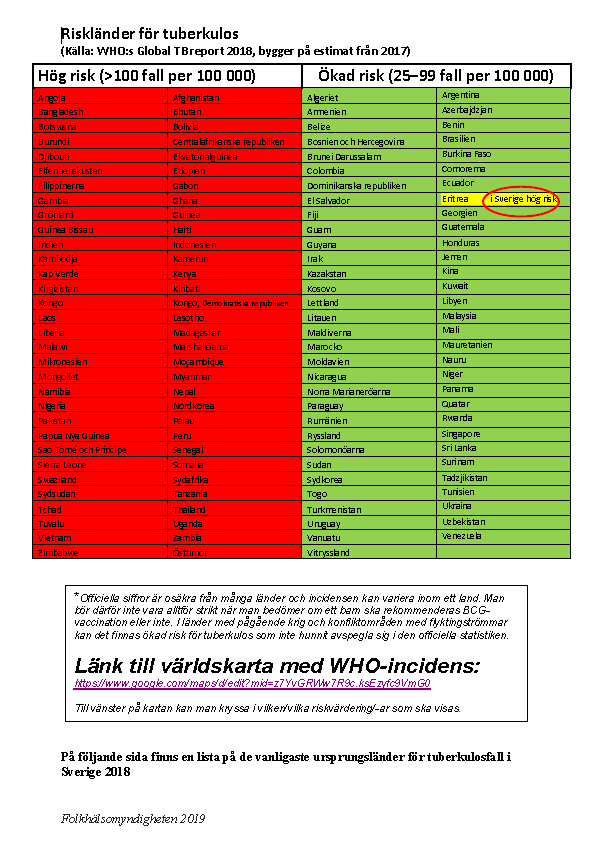 Riskländer för tuberkulos
(Källa: WHO:s Global TB report 2018, bygger på estimat från 2017)
Hög risk (>100 fall per 100 000) Ökad risk (25–99 fall per 100 000)
Angola Afghanistan Algeriet Argentina
Bangladesh Bhutan Armenien Azerbajdzjan
Botswana Bolivia Belize Benin
Burundi Centralafrikanska republiken Bosnien och Hercegovina Brasilien
Djibouti Ekvatorialguinea Brunei Darussalam Burkina Faso
Elfenbenskusten Etiopien Colombia Comorerna
Filippinerna Gabon Dominikanska republiken Ecuador
Gambia Ghana El Salvador Eritrea i Sverige hög risk
Grönland Guinea Fiji Georgien
Guinea Bissau Haiti Guam Guatemala
Indien Indonesien Guyana Honduras
Kambodja Kamerun Irak Jemen
Kap Verde Kenya Kazakstan Kina
Kirgizistan Kiribati Kosovo Kuwait
Kongo Kongo, Demokratiska republiken Lettland Libyen
Laos Lesotho Litauen Malaysia
Liberia Madagaskar Maldiverna Mali
Malawi Marshallöarna Marocko Mauretanien
Mikronesien Moçambique Moldavien Nauru
Mongoliet Myanmar Nicaragua Niger
Namibia Nepal Norra Marianeröarna Panama
Nigeria Nordkorea Paraguay Quatar
Pakistan Palau Rumänien Rwanda
Papua Nya Guinea Peru Ryssland Singapore
Sao Tomé och Príncipe Senegal Solomonöarna Sri Lanka
Sierra Leone Somalia Sudan Surinam
Swaziland Sydafrika Sydkorea Tadzjikistan
Sydsudan Tanzania Togo Tunisien
Tchad Thailand Turkmenistan Ukraina
Tuvalu Uganda Uruguay Uzbekistan
Vietnam Zambia Vanuatu Venezuela
Zimbabwe Östtimor Vitryssland
*Officiella siffror är osäkra från många länder och incidensen kan variera inom ett land. Man
bör därför inte vara alltför strikt när man bedömer om ett barn ska rekommenderas BCG-
vaccination eller inte. I länder med pågående krig och konfliktområden med flyktingströmmar
kan det finnas ökad risk för tuberkulos som inte hunnit avspegla sig i den officiella statistiken.
Länk till världskarta med WHO-incidens:
https://www.google.com/maps/d/edit?mid=z7YvGRWw7R9c.ksEzyfc9VmG0
Till vänster på kartan kan man kryssa i vilken/vilka riskvärdering/-ar som ska visas.
På följande sida finns en lista på de vanligaste ursprungsländer för tuberkulosfall i
Sverige 2018
Folkhälsomyndigheten 2019